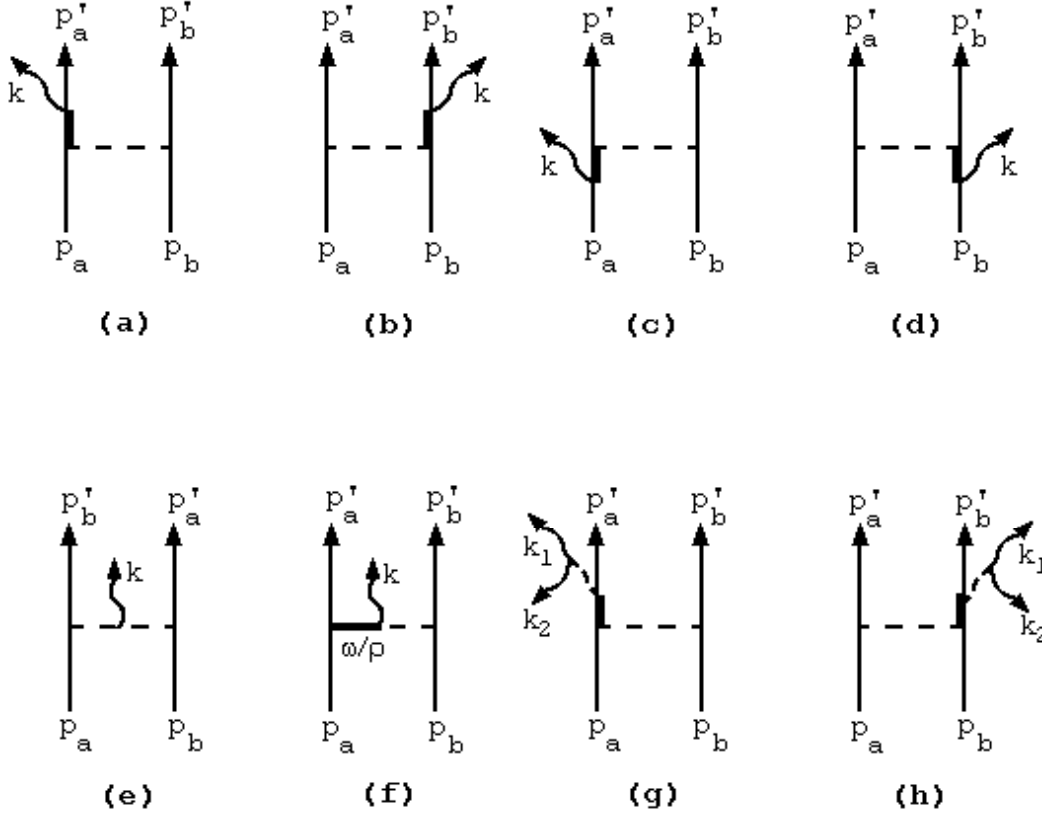 p'a p'b p'a p'b p'a p'b p'a p'b
k k
k k
pa pb pa pb pa pb pa pb
(a) (b) (c) (d)
p'b p'a p'a p'b p'a p'b p'a p'b
k k k1 k1
ω/ρ k2 k2
pa pb pa pb pa pb pa pb
(e) (f) (g) (h)